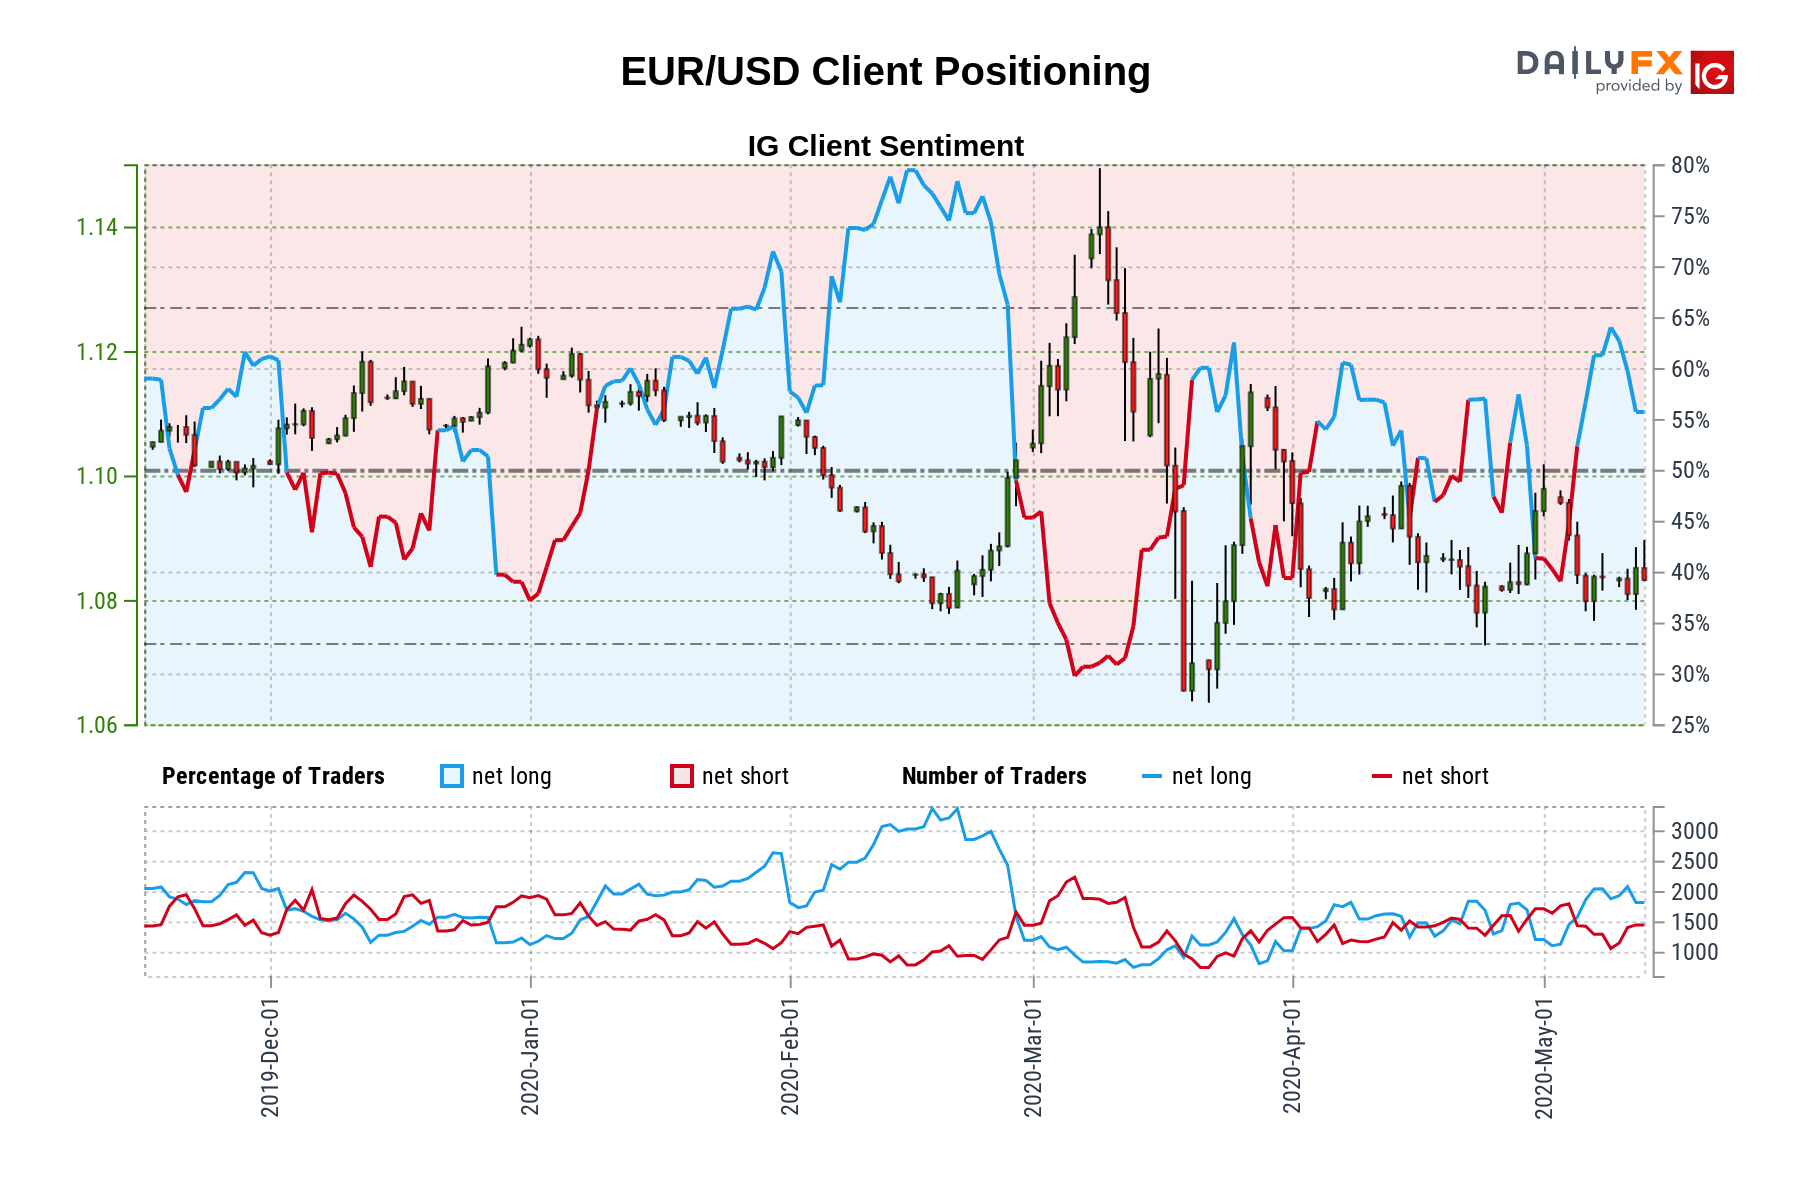 EUR/USD Client Positioning
DAILYFX
provided by IG
IG Client Sentiment
1.14
1.12
1.10
1.08
1.06
80%
75%
70%
65%
60%
55%
50%
45%
40%
35%
30%
25%
Percentage of Traders net long net short Number of Traders net long net short
3000
2500
2000
1500
1000
2019-Dec-01
2020-Jan-01
2020-Feb-01
2020-Mar-01
2020-Apr-01
2020-May-01